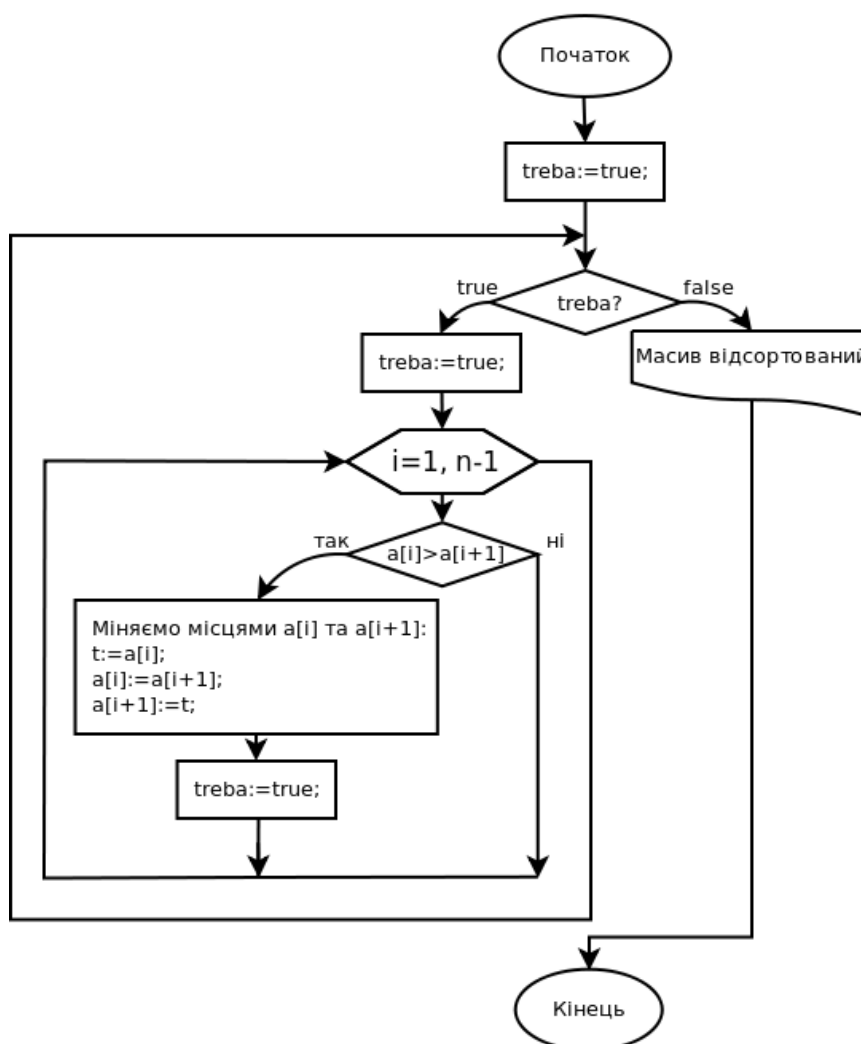 Початок
treba:=true;
treba?
true
false
treba:=true;
Масив відсортований
i=1, n-1
a[i]>a[i+1]
так
ні
Міняємо місцями a[i] та a[i+1]:
t:=a[i];
a[i]:=a[i+1];
a[i+1]:=t;
treba:=true;
Кінець